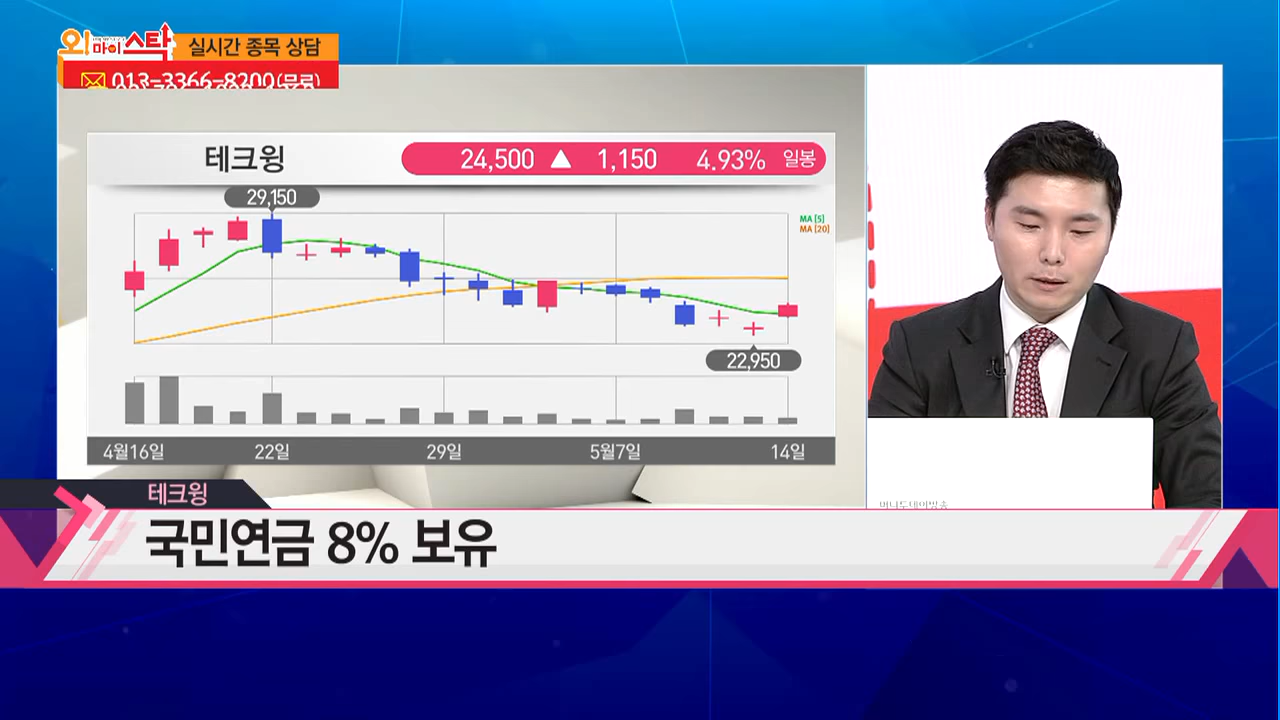 오! 마이 스탁
실시간 종목 상담
013-3366-8200(무료)
테크윙
24,500 ▲ 1,150 4.93% 일봉
29,150
MA [5]
MA [20]
22,950
4월16일 22일 29일 5월7일 14일
테크윙
국민연금 8% 보유